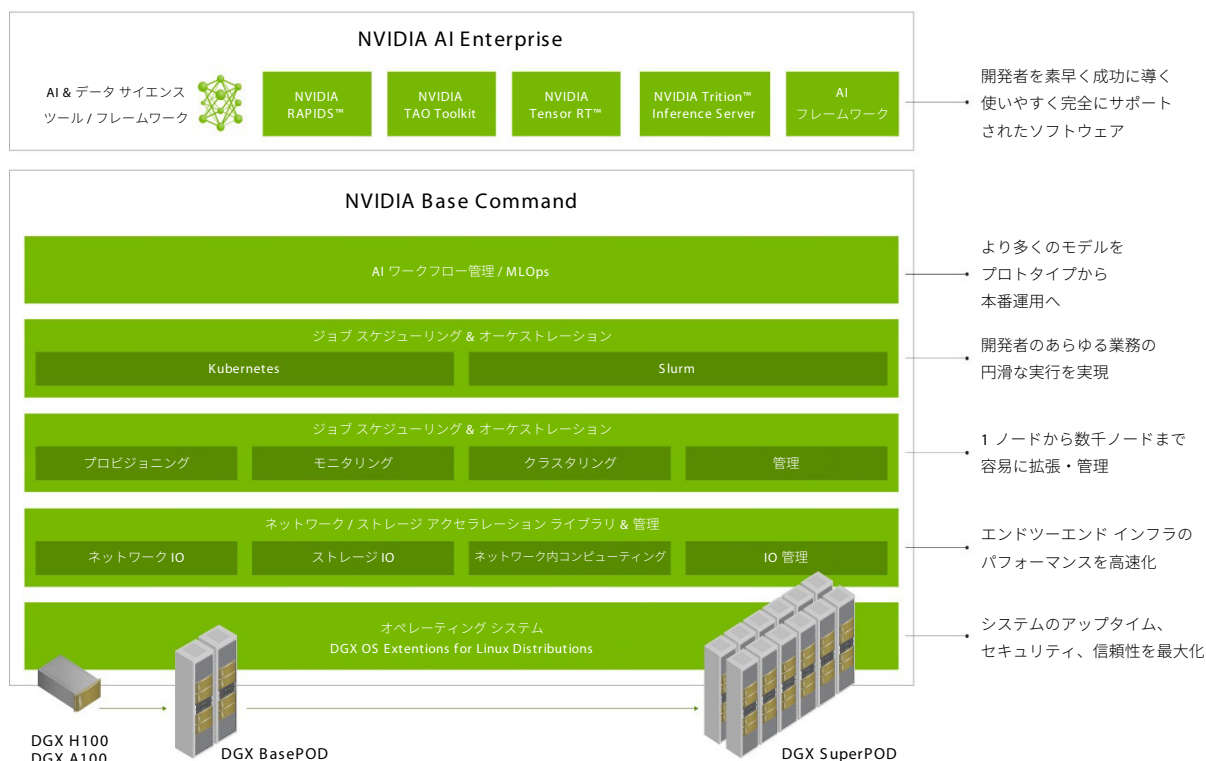 NVIDIA AI Enterprise
AI & データ サイエンス
ツール / フレームワーク
NVIDIA
RAPIDS™
NVIDIA
TAO Toolkit
NVIDIA
Tensor RT™
NVIDIA Trition™
Inference Server
AI
フレームワーク
開発者を素早く成功に導く
使いやすく完全にサポート
されたソフトウェア
NVIDIA Base Command
AI ワークフロー管理 / MLOps
より多くのモデルを
プロトタイプから
本番運用へ
ジョブ スケジューリング & オーケストレーション
Kubernetes
Slurm
開発者のあらゆる業務の
円滑な実行を実現
ジョブ スケジューリング & オーケストレーション
プロビジョニング
モニタリング
クラスタリング
管理
1 ノードから数千ノードまで
容易に拡張・管理
ネットワーク / ストレージ アクセラレーション ライブラリ & 管理
ネットワーク IO
ストレージ IO
ネットワーク内コンピューティング
IO 管理
エンドツーエンド インフラの
パフォーマンスを高速化
オペレーティング システム
DGX OS Extentions for Linux Distributions
システムのアップタイム、
セキュリティ、信頼性を最大化
DGX H100
DGX A100
DGX BasePOD
DGX SuperPOD